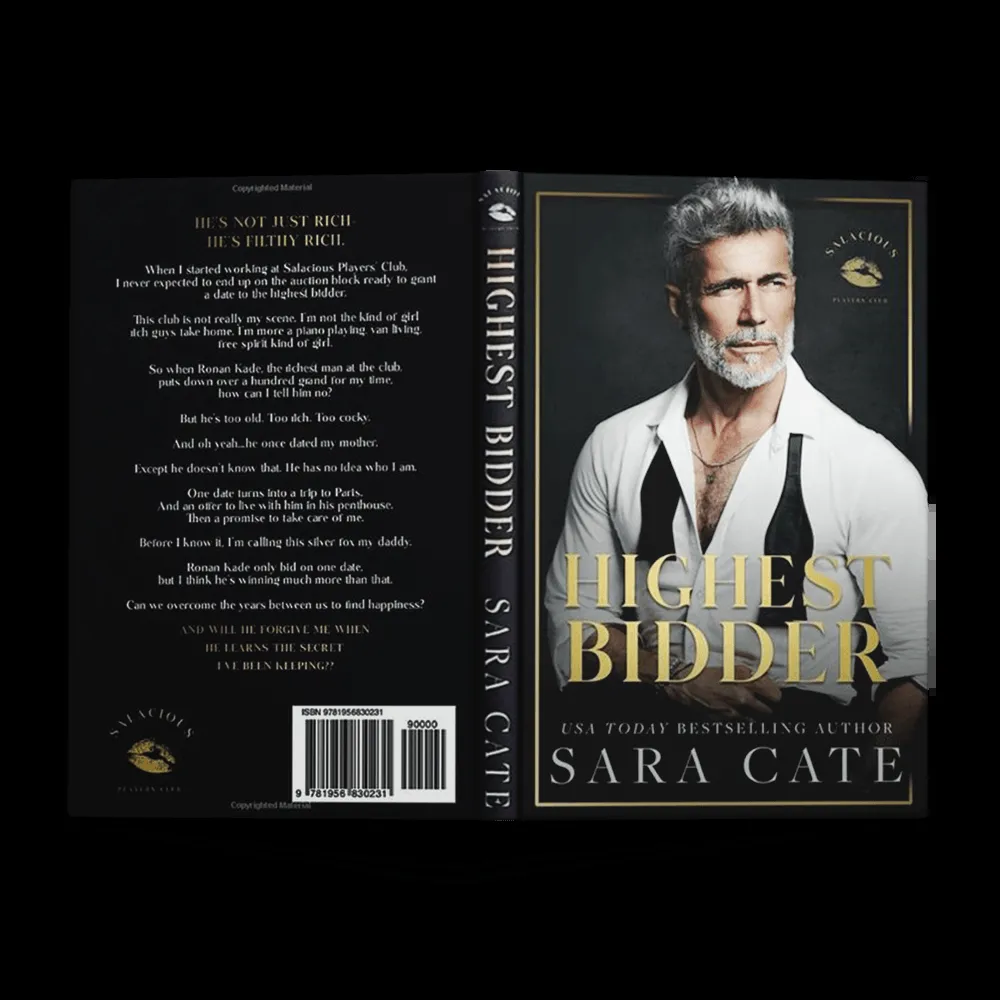 Copyrighted Material
HE'S NOT JUST RICH-
HE'S FILTHY RICH.
When I started working at Salacious Players' Club,
I never expected to end up on the auction block ready to grant
a date to the highest bidder.
This club is not really my scene. I'm not the kind of girl
rich guys take home. I'm more a piano playing, van living,
free spirit kind of girl.
So when Ronan Kade, the richest man at the club,
puts down over a hundred grand for my time,
how can I tell him no?
But he's too old. Too rich. Too cocky.
And oh yeah...he once dated my mother.
Except he doesn't know that. He has no idea who I am.
One date turns into a trip to Paris.
And an offer to live with him in his penthouse.
Then a promise to take care of me.
Before I know it, I'm calling this silver fox my daddy.
Ronan Kade only bid on one date,
but I think he's winning much more than that.
Can we overcome the years between us to find happiness?
AND WILL HE FORGIVE ME WHEN
HE LEARNS THE SECRET
I'VE BEEN KEEPING??
SALACIOUS
PLAYERS' CLUB
ISBN 9781956830231
90000
9 781956 830231
Copyrighted Material
SALACIOUS
HIGHEST BIDDER SARA CATE
SALACIOUS
PLAYERS' CLUB
HIGHEST
BIDDER
USA TODAY BESTSELLING AUTHOR
SARA CATE